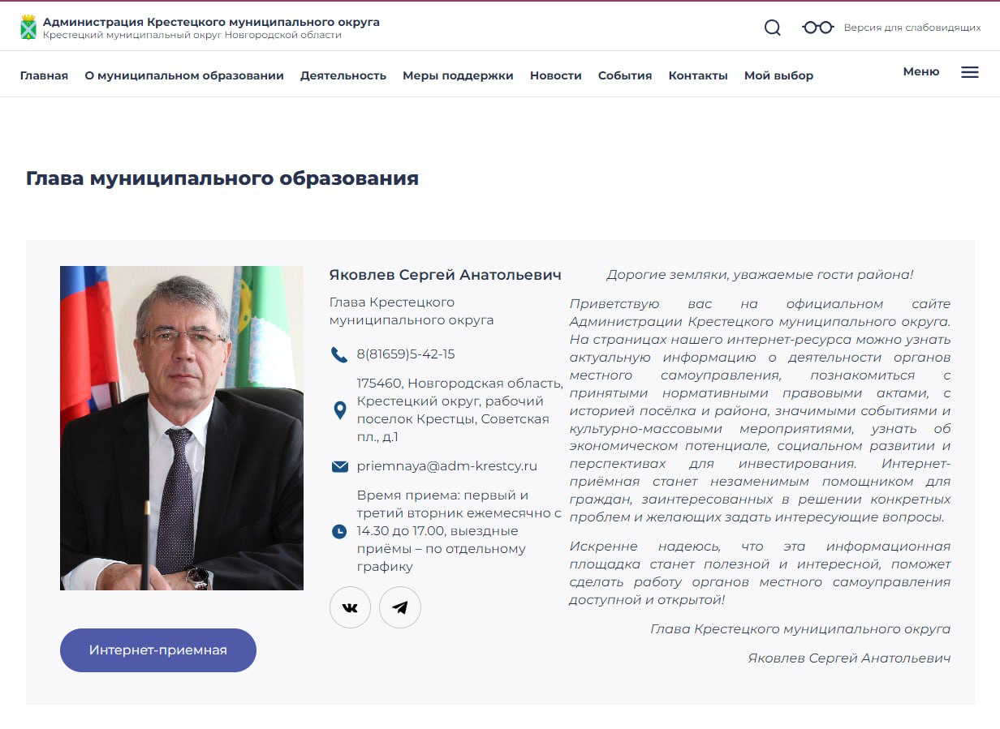 Администрация Крестецкого муниципального округа
Крестецкий муниципальный округ Новгородской области
Версия для слабовидящих
Главная
О муниципальном образовании
Деятельность
Меры поддержки
Новости
События
Контакты
Мой выбор
Меню
Глава муниципального образования
Яковлев Сергей Анатольевич
Глава Крестецкого
муниципального округа
8(81659)5-42-15
175460, Новгородская область,
Крестецкий округ, рабочий
поселок Крестцы, Советская
пл., д.1
priemnaya@adm-krestcy.ru
Время приема: первый и
третий вторник ежемесячно с
14.30 до 17.00, выездные
приёмы – по отдельному
графику
Интернет-приемная
Дорогие земляки, уважаемые гости района!
Приветствую вас на официальном сайте
Администрации Крестецкого муниципального округа.
На страницах нашего интернет-ресурса можно узнать
актуальную информацию о деятельности органов
местного самоуправления, познакомиться с
принятыми нормативными правовыми актами, с
историей посёлка и района, значимыми событиями и
культурно-массовыми мероприятиями, узнать об
экономическом потенциале, социальном развитии и
перспективах для инвестирования. Интернет-
приёмная станет незаменимым помощником для
граждан, заинтересованных в решении конкретных
проблем и желающих задать интересующие вопросы.
Искренне надеюсь, что эта информационная
площадка станет полезной и интересной, поможет
сделать работу органов местного самоуправления
доступной и открытой!
Глава Крестецкого муниципального округа
Яковлев Сергей Анатольевич